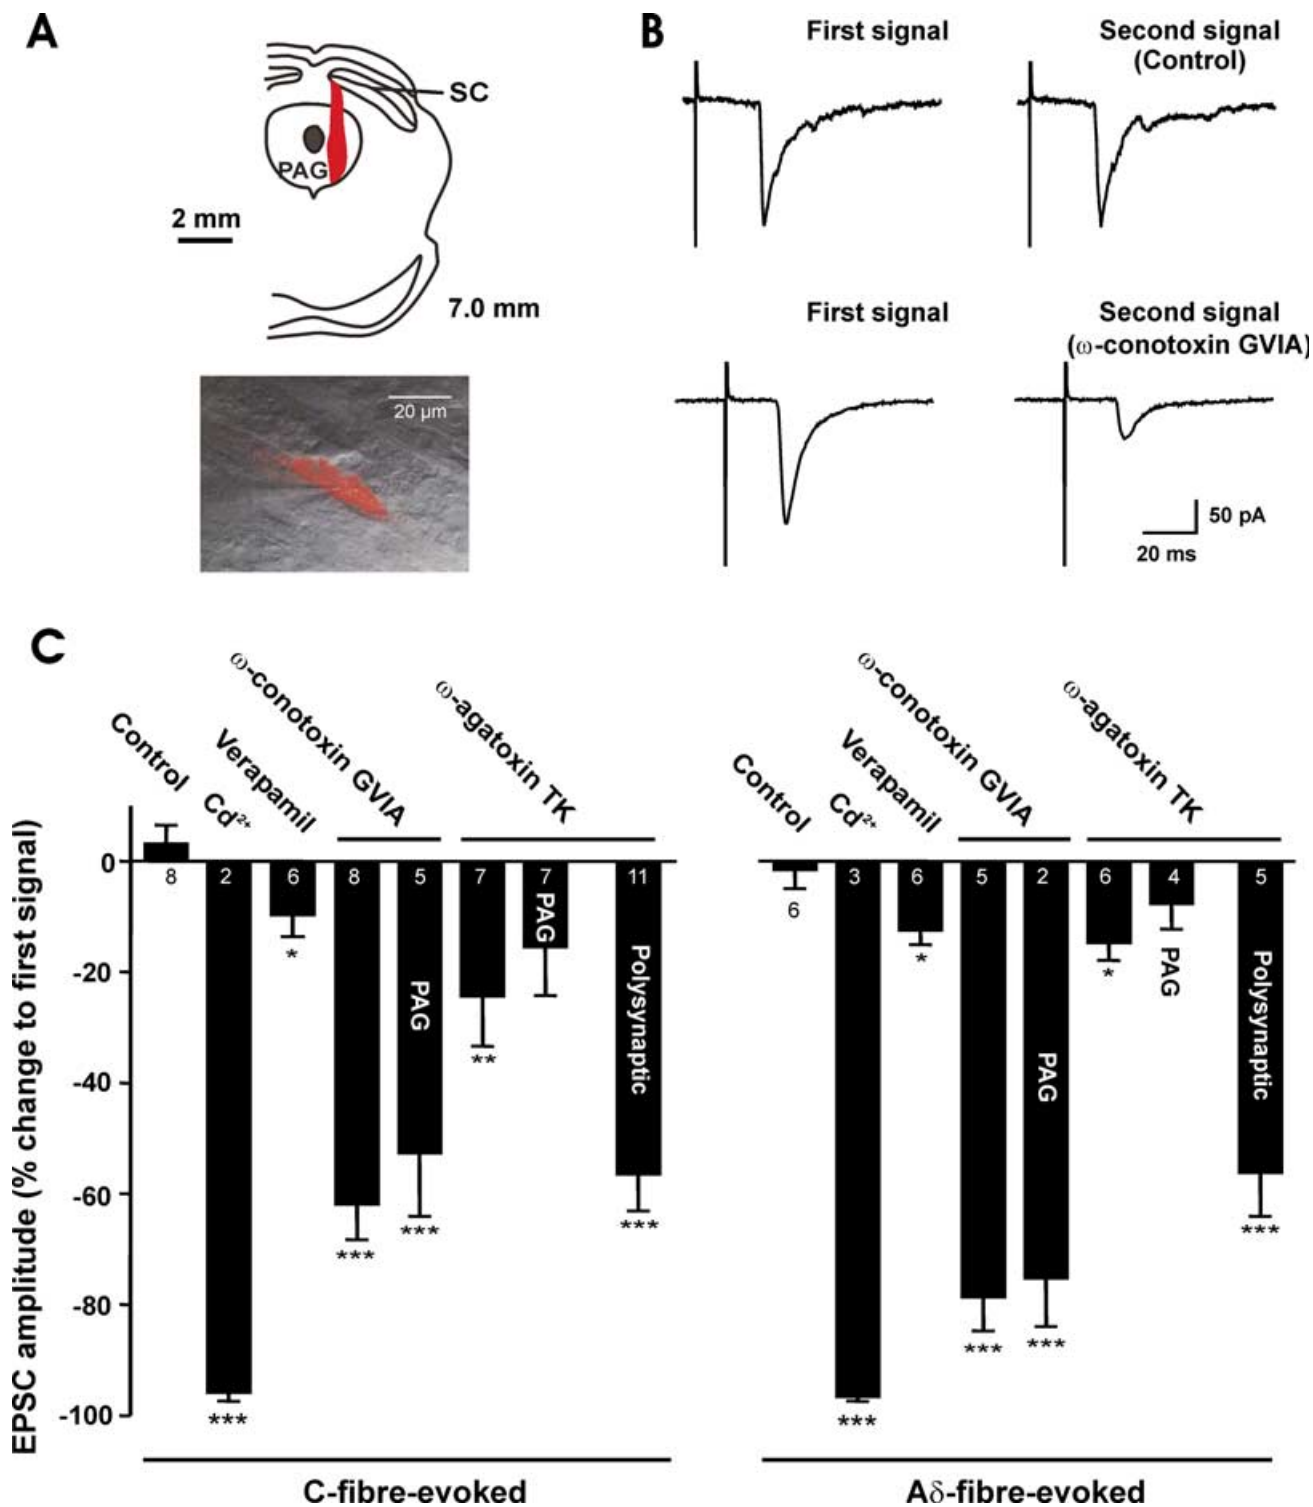 A
SC
PAG
2 mm
7.0 mm
20 µm
B
First signal
Second signal
(Control)
First signal
Second signal
(ω-conotoxin GVIA)
50 pA
20 ms
C
EPSC amplitude (% change to first signal)
0
-20
-40
-60
-80
-100
Control
Cd²⁺
Verapamil
ω-conotoxin GVIA
ω-agatoxin TK
8
2
6
8
5
7
7
11
PAG
PAG
Polysynaptic
***
*
***
***
**
***
C-fibre-evoked
Control
Cd²⁺
Verapamil
ω-conotoxin GVIA
ω-agatoxin TK
6
3
6
5
2
6
4
5
PAG
PAG
Polysynaptic
***
*
***
***
*
***
Aδ-fibre-evoked